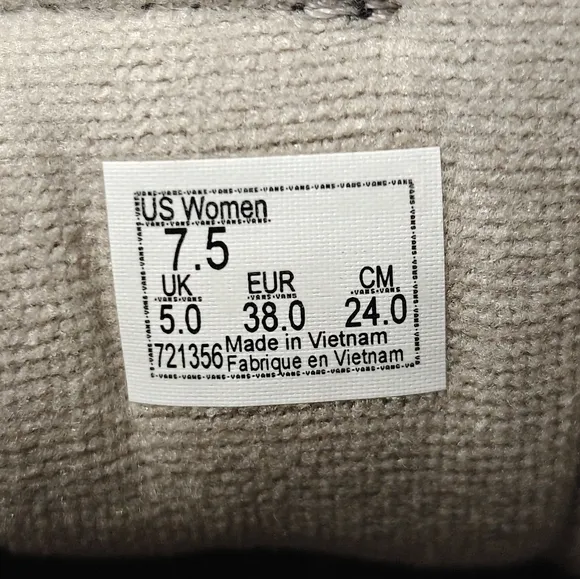 US Women
7.5
UK EUR CM
5.0 38.0 24.0
721356 Made in Vietnam
Fabrique en Vietnam